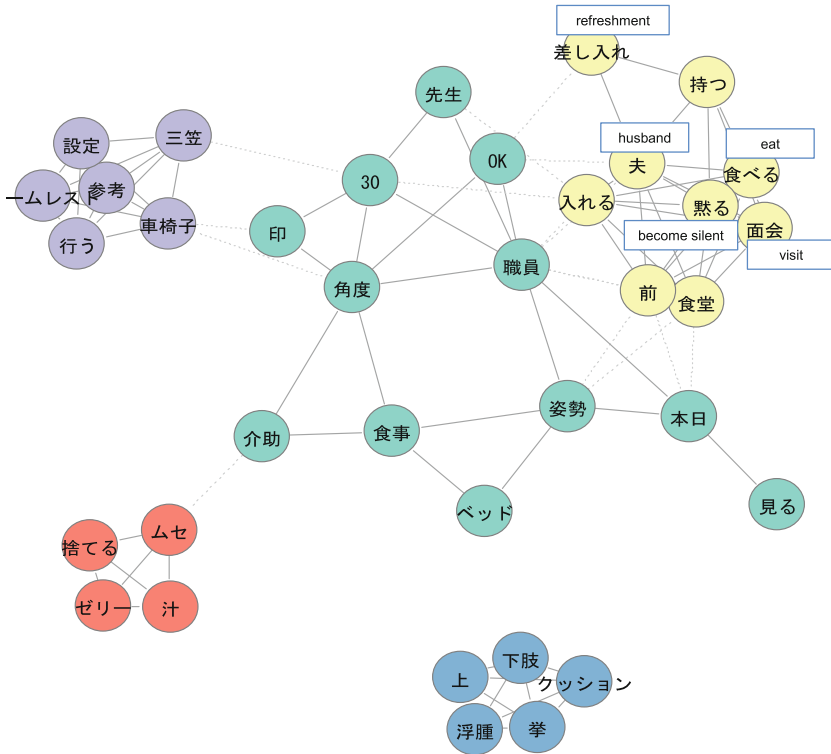 refreshment
差し入れ
持つ
先生
三笠
設定
husband
eat
OK
夫
食べる
30
参考
ームレスト
入れる
黙る
車椅子
印
面会
become silent
行う
visit
職員
角度
前
食堂
姿勢
本日
介助
食事
見る
ベッド
ムセ
捨てる
ゼリー
汁
下肢
上
クッション
浮腫
挙